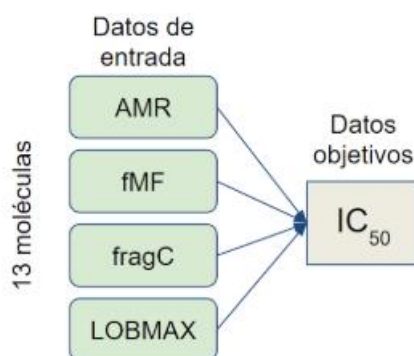 Datos de
entrada
13 moléculas
AMR
fMF
fragC
LOBMAX
Datos
objetivos
IC50